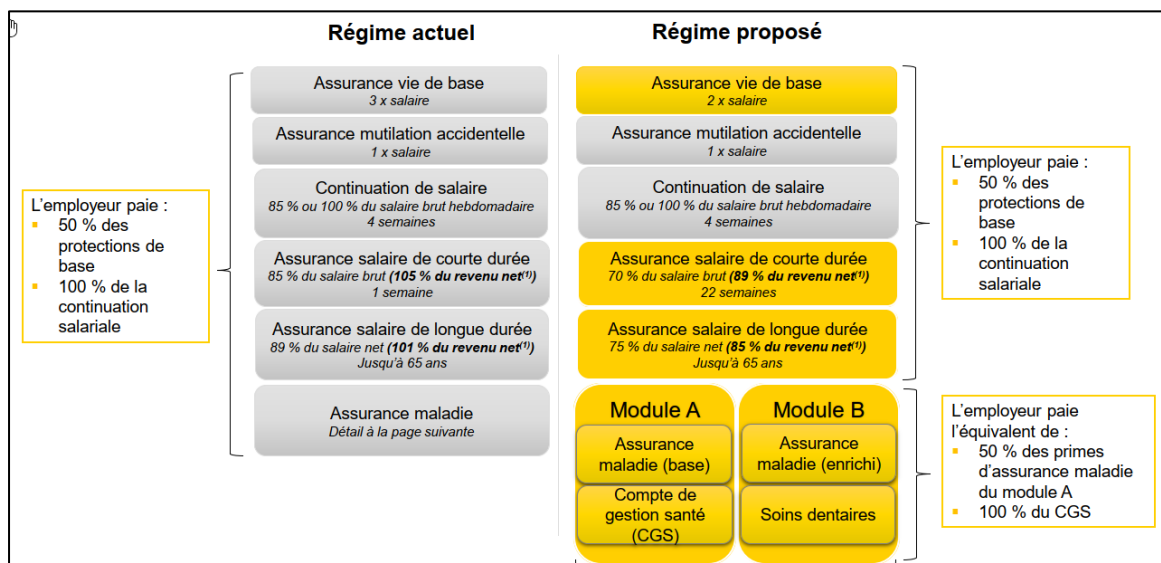 Régime actuel
Régime proposé
Assurance vie de base
3 x salaire
Assurance mutilation accidentelle
1 x salaire
Continuation de salaire
85 % ou 100 % du salaire brut hebdomadaire
4 semaines
Assurance salaire de courte durée
85 % du salaire brut (105 % du revenu net⁽¹⁾)
1 semaine
Assurance salaire de longue durée
89 % du salaire net (101 % du revenu net⁽¹⁾)
Jusqu'à 65 ans
Assurance maladie
Détail à la page suivante
L'employeur paie :
▪ 50 % des
protections de
base
▪ 100 % de la
continuation
salariale
Assurance vie de base
2 x salaire
Assurance mutilation accidentelle
1 x salaire
Continuation de salaire
85 % ou 100 % du salaire brut hebdomadaire
4 semaines
Assurance salaire de courte durée
70 % du salaire brut (89 % du revenu net⁽¹⁾)
22 semaines
Assurance salaire de longue durée
75 % du salaire net (85 % du revenu net⁽¹⁾)
Jusqu'à 65 ans
Module A
Assurance
maladie (base)
Compte de
gestion santé
(CGS)
Module B
Assurance
maladie (enrichi)
Soins dentaires
L'employeur paie :
▪ 50 % des
protections de
base
▪ 100 % de la
continuation
salariale
L'employeur paie
l'équivalent de :
▪ 50 % des primes
d'assurance maladie
du module A
▪ 100 % du CGS